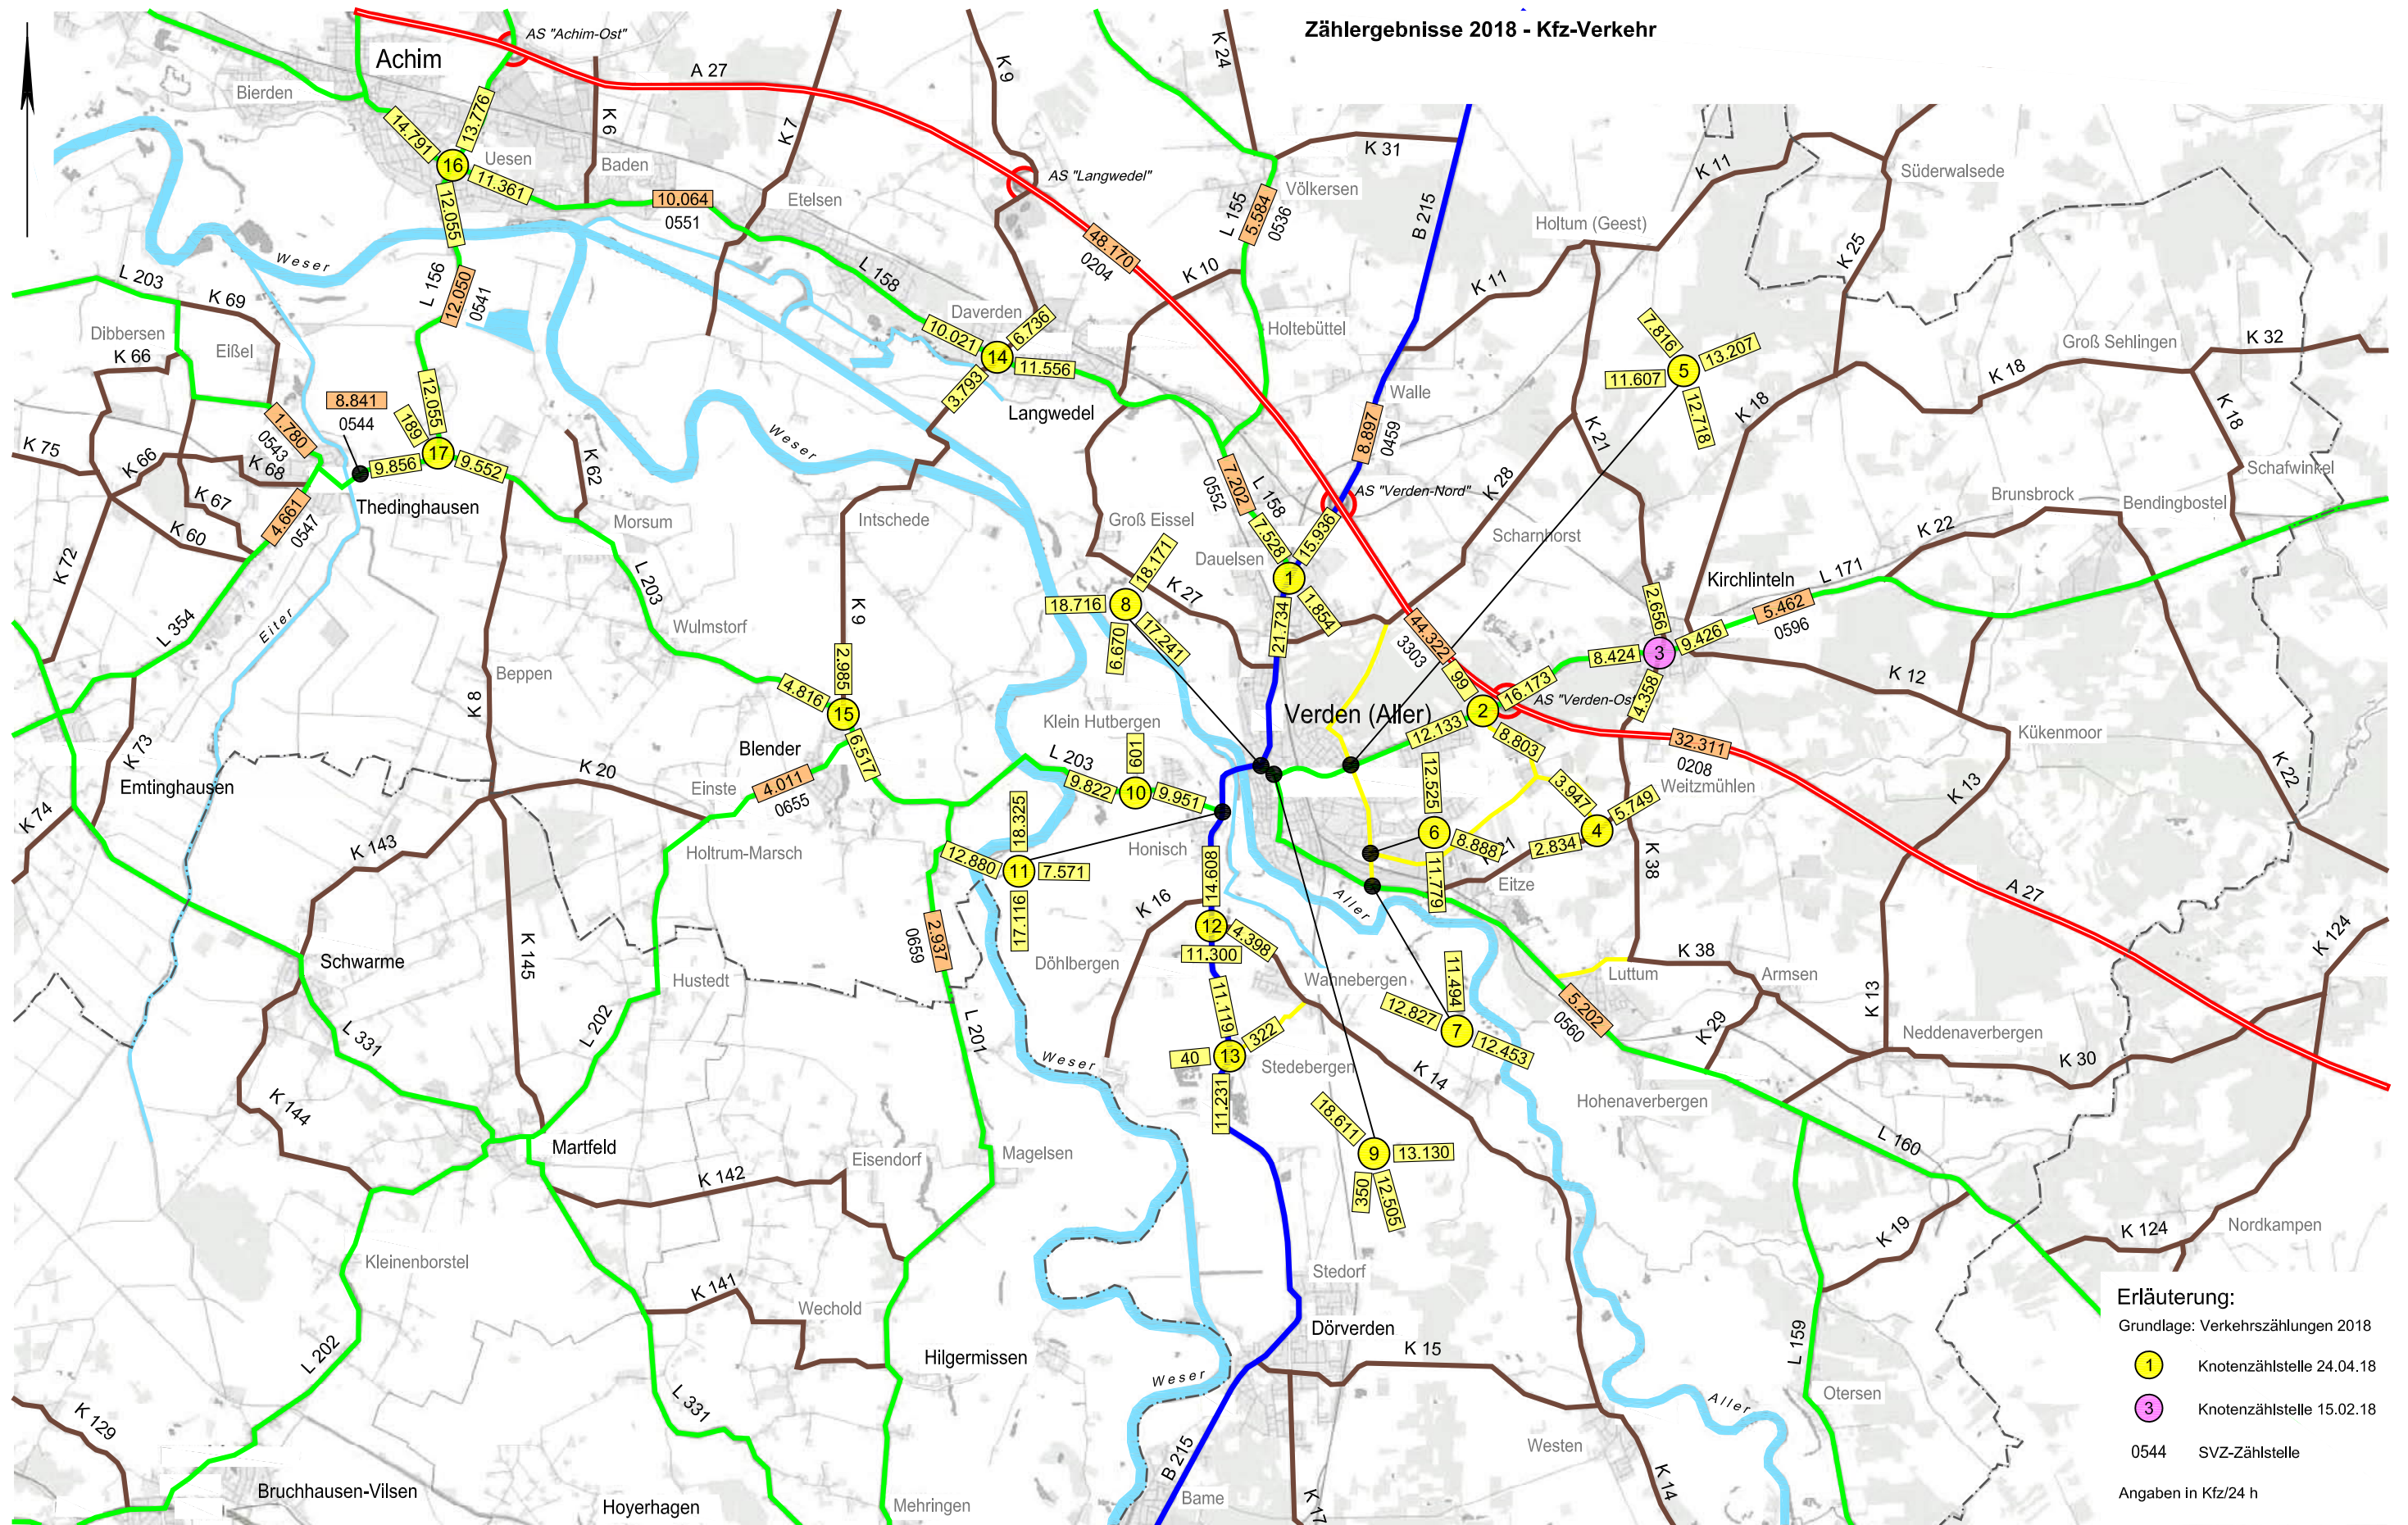 Zählergebnisse 2018 - Kfz-Verkehr
AS "Achim-Ost"
Achim
A 27
K 24
K 9
Bierden
14.791
13.776
16
Uesen
11.361
12.055
K 6
Baden
K 7
10.064
0551
Etelsen
AS "Langwedel"
L 155
5.584
0536
Völkersen
K 31
B 215
K 11
Süderwalsede
Holtum (Geest)
K 25
K 11
48.170
0204
K 10
Weser
L 203
K 69
L 156
12.050
0541
L 158
Daverden
10.021
6.736
14
11.556
3.793
Langwedel
Holtebüttel
Dibbersen
K 66
Eißel
7.816
13.207
5
11.607
12.718
Groß Sehlingen
K 32
K 18
K 18
K 18
Walle
8.897
0459
K 21
8.841
0544
12.055
189
17
9.856
9.552
1.780
0543
K 75
K 66
K 68
K 67
K 60
4.661
0547
Thedinghausen
K 62
Morsum
Weser
Intschede
7.202
0552
L 158
7.528
15.936
AS "Verden-Nord"
K 28
Scharnhorst
Schafwinkel
Brunsbrock
Bendingbostel
K 22
Groß Eissel
Dauelsen
1
1.854
21.734
18.171
8
18.716
17.241
6.670
K 27
K 72
L 354
Eiter
L 203
Wulmstorf
K 9
Kirchlinteln
L 171
2.656
5.462
0596
3
9.426
8.424
4.358
44.322
3303
99
16.173
2
AS "Verden-Ost"
12.133
8.803
K 12
Kükenmoor
Beppen
K 8
2.985
4.816
15
6.517
Klein Hutbergen
Verden (Aller)
32.311
0208
Weitzmühlen
K 22
K 73
Emtinghausen
K 74
K 20
Blender
Einste
4.011
0655
L 203
601
9.822
10
9.951
12.525
6
8.888
11.779
3.947
5.749
4
2.834
K 13
K 143
Holtrum-Marsch
18.325
12.880
11
7.571
17.116
Honisch
14.608
Eitze
K 38
A 27
K 16
12
4.398
11.300
Aller
K 124
Schwarme
K 145
2.937
0659
Döhlbergen
Wahnebergen
11.494
12.827
7
12.453
5.202
0560
Luttum
K 38
Armsen
K 13
Hustedt
L 331
L 202
L 201
11.119
322
40
13
11.231
Stedebergen
K 29
Neddenaverbergen
K 30
Weser
K 14
Hohenaverbergen
K 144
Martfeld
K 142
Eisendorf
Magelsen
18.611
9
13.130
350
12.505
L 160
K 19
K 124
Nordkampen
Kleinenborstel
Stedorf
K 141
Wechold
Hilgermissen
Dörverden
K 15
L 159
L 202
Weser
Aller
Otersen
K 129
L 331
B 215
Westen
K 14
Bruchhausen-Vilsen
Hoyerhagen
Mehringen
Bame
K 17
Erläuterung:
Grundlage: Verkehrszählungen 2018
1 Knotenzählstelle 24.04.18
3 Knotenzählstelle 15.02.18
0544 SVZ-Zählstelle
Angaben in Kfz/24 h